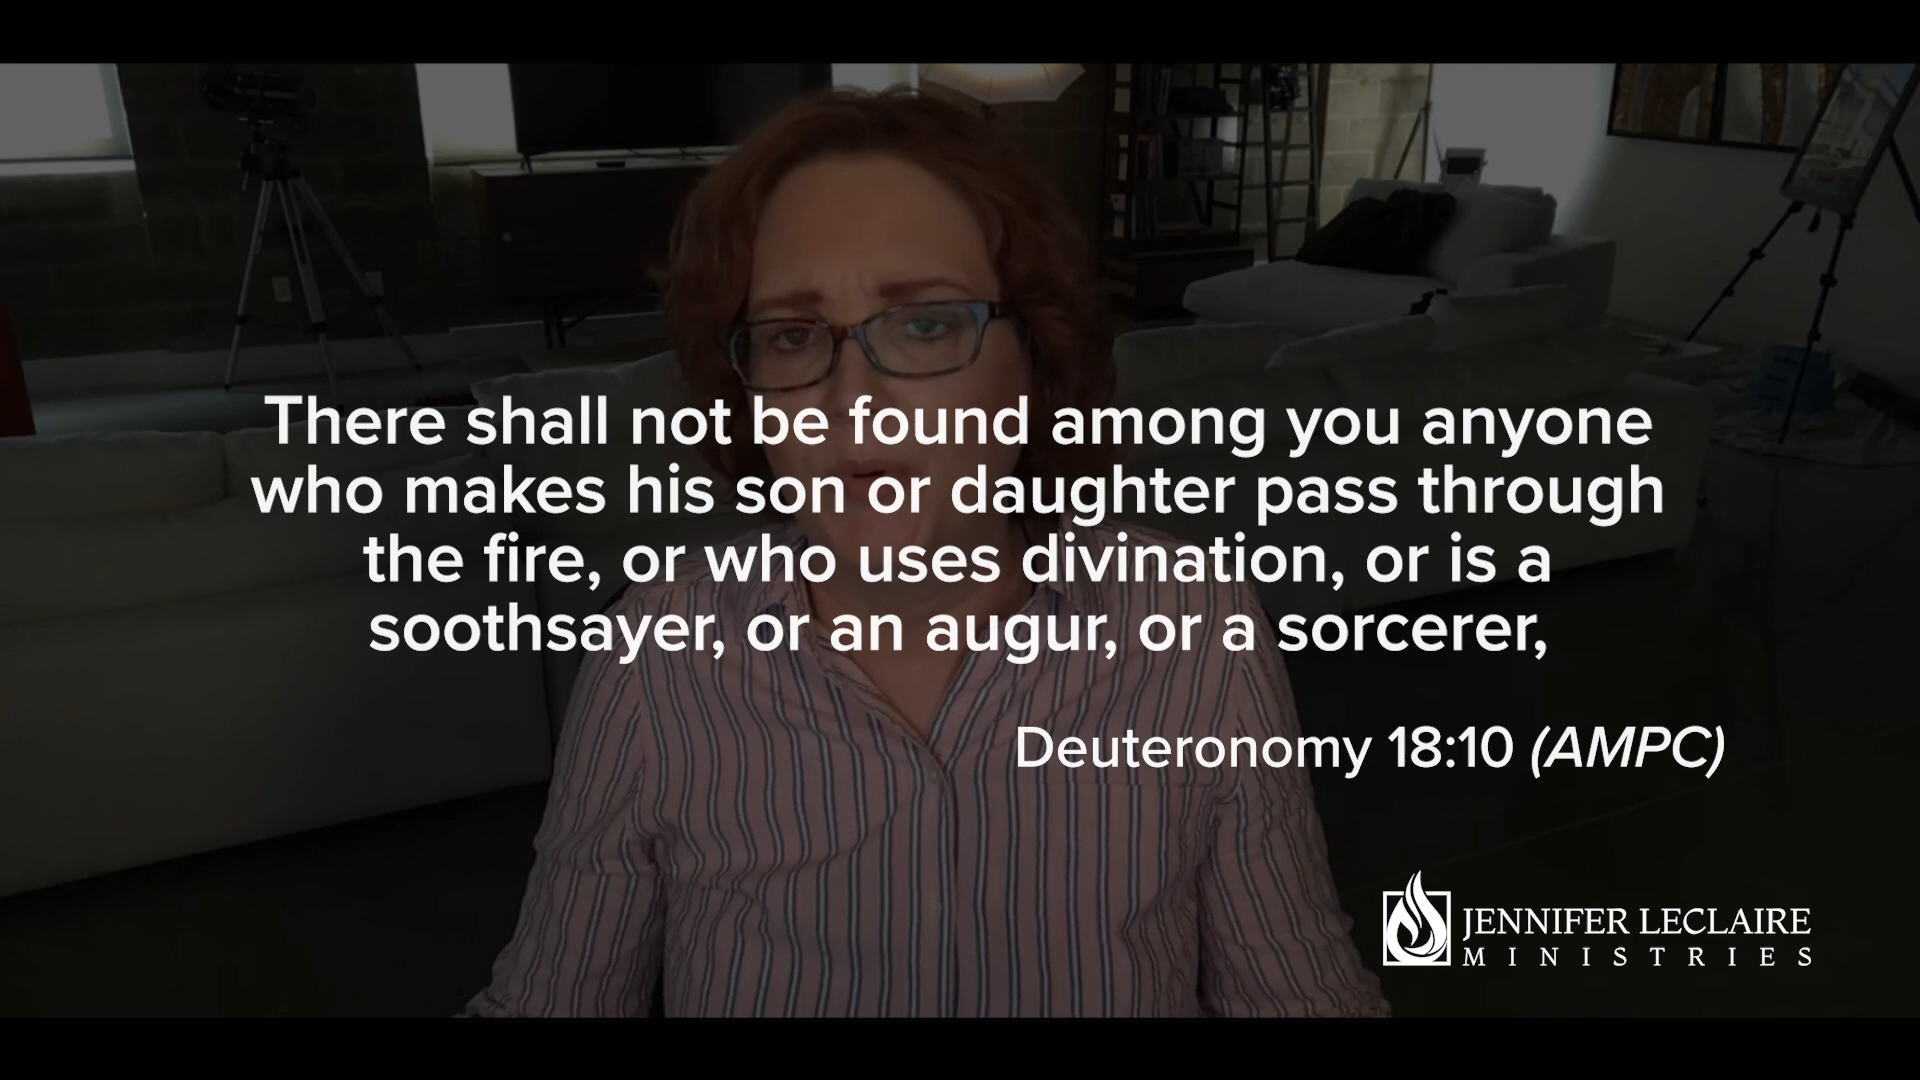 There shall not be found among you anyone
who makes his son or daughter pass through
the fire, or who uses divination, or is a
soothsayer, or an augur, or a sorcerer,
Deuteronomy 18:10 (AMPC)
JENNIFER LECLAIRE
MINISTRIES